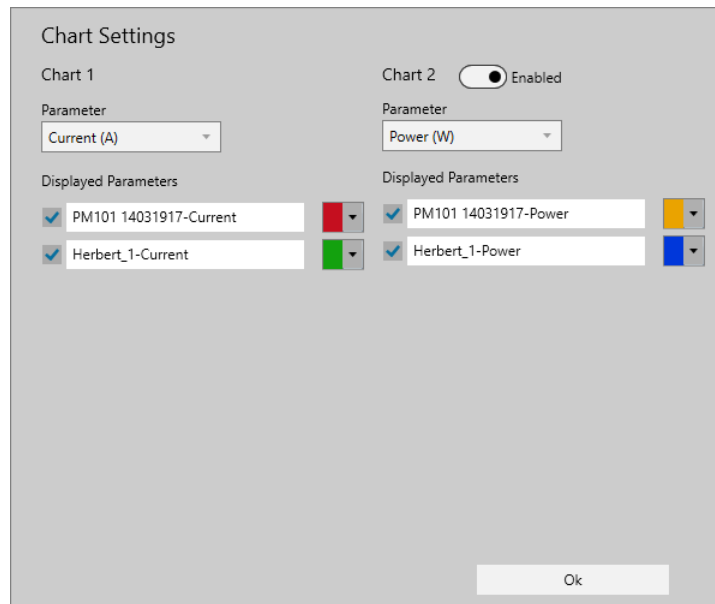 Chart Settings
Chart 1
Parameter
Current (A)
Displayed Parameters
PM101 14031917-Current
Herbert_1-Current
Chart 2
Enabled
Parameter
Power (W)
Displayed Parameters
PM101 14031917-Power
Herbert_1-Power
Ok